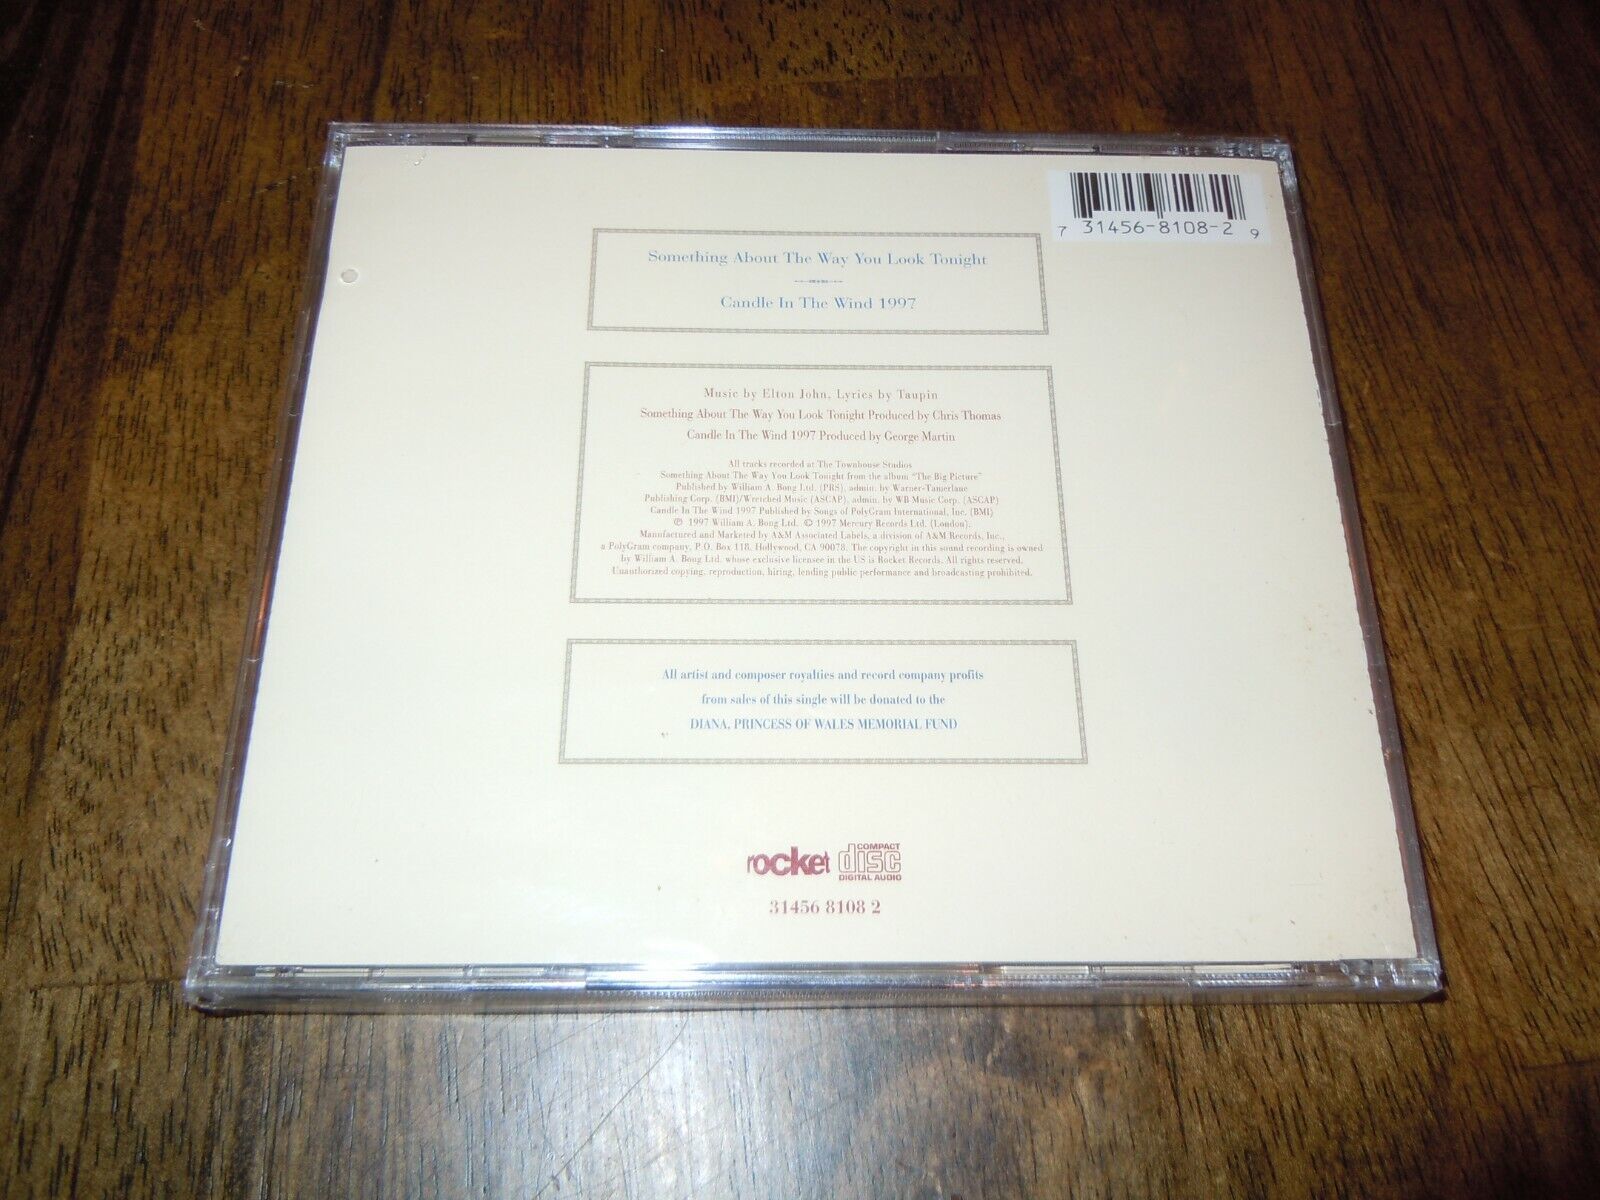 7 31456-8108-2 9
Something About The Way You Look Tonight
Candle In The Wind 1997
Music by Elton John, Lyrics by Taupin
Something About The Way You Look Tonight Produced by Chris Thomas
Candle In The Wind 1997 Produced by George Martin
All tracks recorded at The Townhouse Studios
Something About The Way You Look Tonight from the album "The Big Picture"
Published by William A. Bong Ltd. (PRS), admin. by Warner-Tamerlane
Publishing Corp. (BMI)/Wretched Music (ASCAP), admin. by WB Music Corp. (ASCAP)
Candle In The Wind 1997 Published by Songs of PolyGram International, Inc. (BMI)
℗ 1997 William A. Bong Ltd. © 1997 Mercury Records Ltd. (London).
Manufactured and Marketed by A&M Associated Labels, a division of A&M Records, Inc.,
a PolyGram company, P.O. Box 118, Hollywood, CA 90078. The copyright in this sound recording is owned
by William A. Bong Ltd. whose exclusive licensee in the US is Rocket Records. All rights reserved.
Unauthorized copying, reproduction, hiring, lending public performance and broadcasting prohibited.
All artist and composer royalties and record company profits
from sales of this single will be donated to the
DIANA, PRINCESS OF WALES MEMORIAL FUND
rocket COMPACT disc DIGITAL AUDIO
31456 8108 2